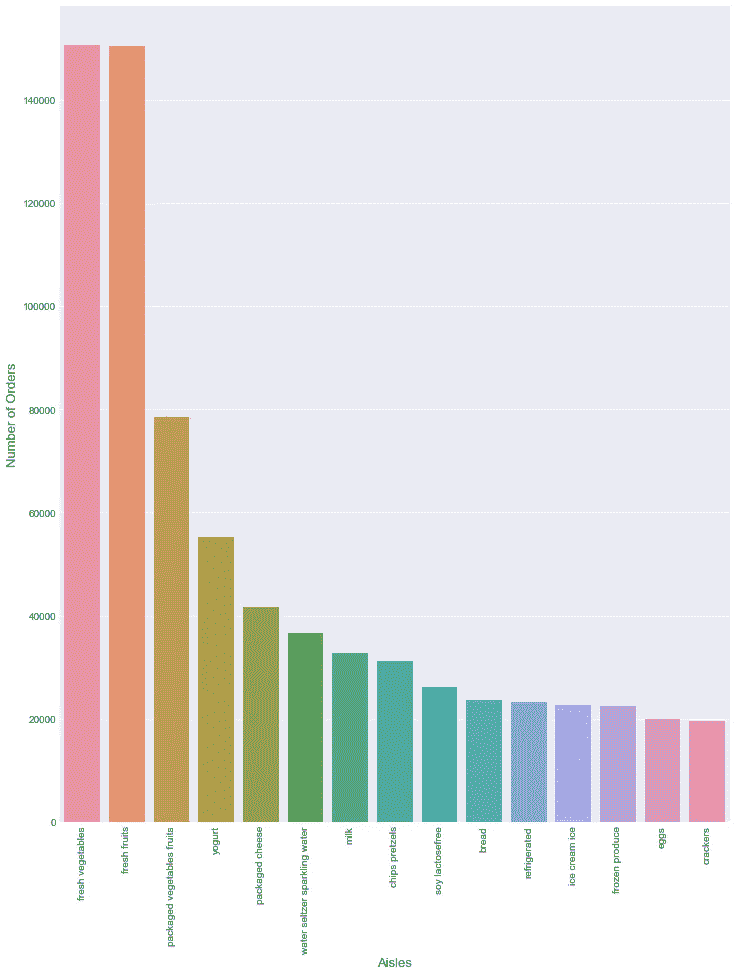 140000
120000
100000
80000
60000
40000
20000
0
Number of Orders
fresh vegetables
fresh fruits
packaged vegetables fruits
yogurt
packaged cheese
water seltzer sparkling water
milk
chips pretzels
soy lactosefree
bread
refrigerated
ice cream ice
frozen produce
eggs
crackers
Aisles